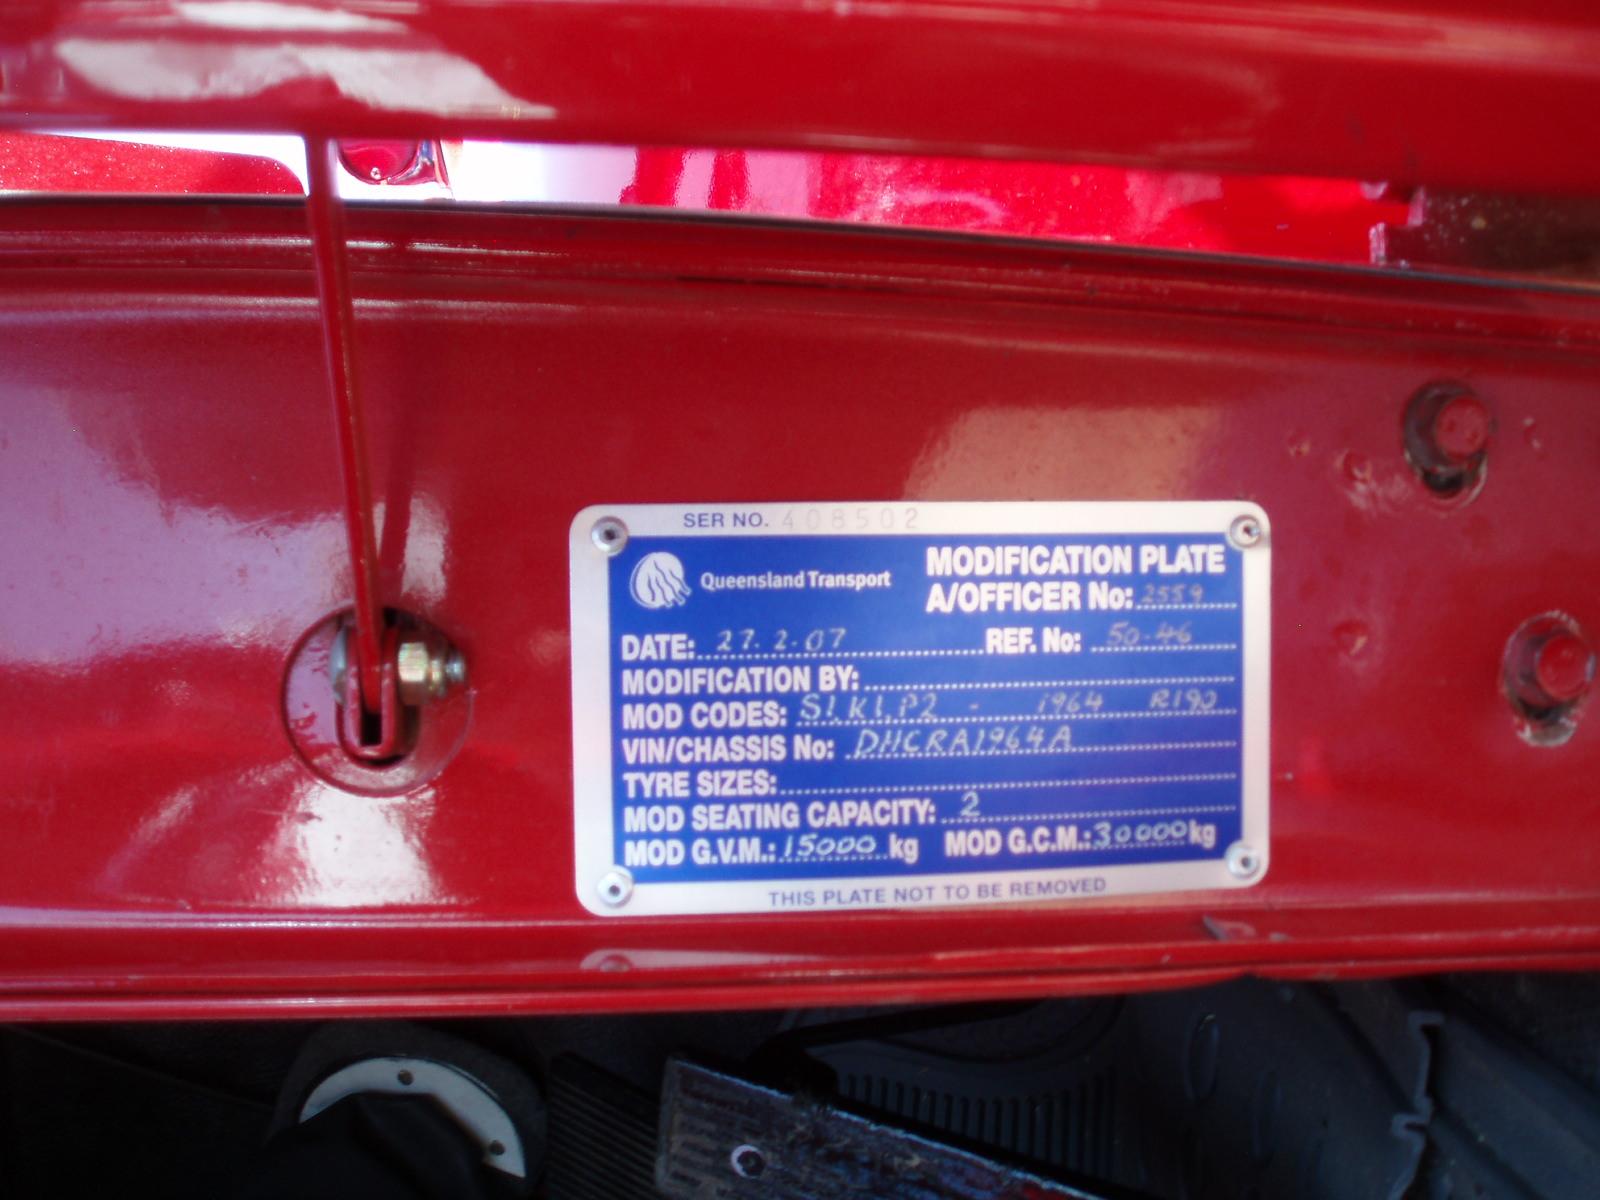 SER NO. 408502
Queensland Transport
MODIFICATION PLATE
A/OFFICER No: 2559
DATE: 27.2.07 REF. No: 50-46
MODIFICATION BY:
MOD CODES: S1,K1,P2 - 1964 R190
VIN/CHASSIS No: DHCRA1964A
TYRE SIZES:
MOD SEATING CAPACITY: 2
MOD G.V.M.: 15000 kg MOD G.C.M.: 30000 kg
THIS PLATE NOT TO BE REMOVED